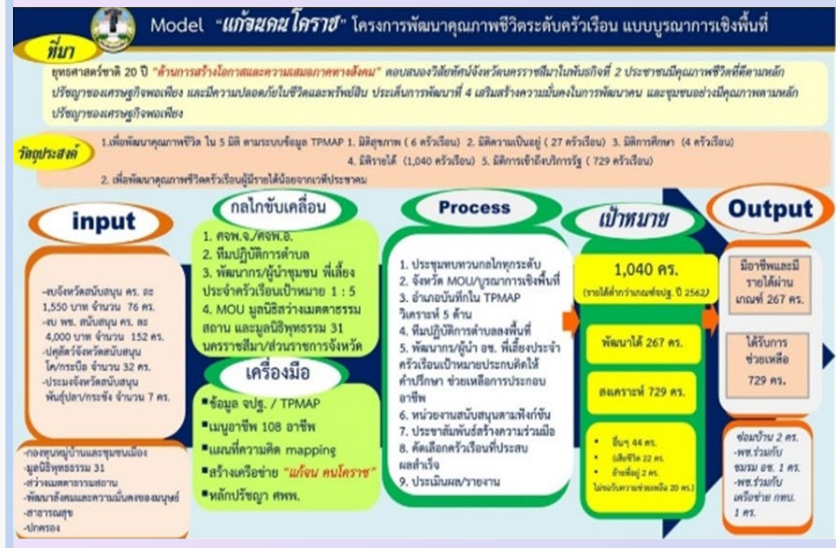 Model "แก้จนคนโคราช" โครงการพัฒนาคุณภาพชีวิตระดับครัวเรือน แบบบูรณาการเชิงพื้นที่
ที่มา
ยุทธศาสตร์ชาติ 20 ปี "ด้านการสร้างโอกาสและความเสมอภาคทางสังคม" ตอบสนองวิสัยทัศน์จังหวัดนครราชสีมาในพันธกิจที่ 2 ประชาชนมีคุณภาพชีวิตที่ดีตามหลัก
ปรัชญาของเศรษฐกิจพอเพียง และมีความปลอดภัยในชีวิตและทรัพย์สิน ประเด็นการพัฒนาที่ 4 เสริมสร้างความมั่นคงในการพัฒนาคน และชุมชนอย่างมีคุณภาพตามหลัก
ปรัชญาของเศรษฐกิจพอเพียง
วัตถุประสงค์
1.เพื่อพัฒนาคุณภาพชีวิต ใน 5 มิติ ตามระบบข้อมูล TPMAP 1. มิติสุขภาพ ( 6 ครัวเรือน) 2. มิติความเป็นอยู่ ( 27 ครัวเรือน) 3. มิติการศึกษา (4 ครัวเรือน)
4. มิติรายได้ (1,040 ครัวเรือน) 5. มิติการเข้าถึงบริการรัฐ ( 729 ครัวเรือน)
2. เพื่อพัฒนาคุณภาพชีวิตครัวเรือนผู้มีรายได้น้อยจากเวทีประชาคม
input
-งบจังหวัดสนับสนุน คร. ละ
1,550 บาท จำนวน 76 คร.
-งบ พช. สนับสนุน คร. ละ
4,000 บาท จำนวน 152 คร.
-ปศุสัตว์จังหวัดสนับสนุน
โค/กระบือ จำนวน 32 คร.
-ประมงจังหวัดสนับสนุน
พันธุ์ปลา/กระชัง จำนวน 7 คร.
-กองทุนหมู่บ้านและชุมชนเมือง
-มูลนิธิพุทธธรรม 31
-สว่างเมตตาธรรมสถาน
-พัฒนาสังคมและความมั่นคงของมนุษย์
-สาธารณสุข
-ปกครอง
กลไกขับเคลื่อน
1. ศจพ.จ./ศจพ.อ.
2. ทีมปฏิบัติการตำบล
3. พัฒนากร/ผู้นำชุมชน พี่เลี้ยง
ประจำครัวเรือนเป้าหมาย 1 : 5
4. MOU มูลนิธิสว่างเมตตาธรรม
สถาน และมูลนิธิพุทธธรรม 31
นครราชสีมา/ส่วนราชการจังหวัด
เครื่องมือ
▪ข้อมูล จปฐ. / TPMAP
▪เมนูอาชีพ 108 อาชีพ
▪แผนที่ความคิด mapping
▪สร้างเครือข่าย "แก้จน คนโคราช"
▪หลักปรัชญา ศพพ.
Process
1. ประชุมทบทวนกลไกทุกระดับ
2. จังหวัด MOU/บูรณาการเชิงพื้นที่
3. อำเภอบันทึกใน TPMAP
วิเคราะห์ 5 ด้าน
4. ทีมปฏิบัติการตำบลลงพื้นที่
5. พัฒนากร/ผู้นำ อช. พี่เลี้ยงประจำ
ครัวเรือนเป้าหมายประกบติดให้
คำปรึกษา ช่วยเหลือการประกอบ
อาชีพ
6. หน่วยงานสนับสนุนตามฟังก์ชัน
7. ประชาสัมพันธ์สร้างความร่วมมือ
8. คัดเลือกครัวเรือนที่ประสบ
ผลสำเร็จ
9. ประเมินผล/รายงาน
เป้าหมาย
1,040 คร.
(รายได้ต่ำกว่าเกณฑ์จปฐ. ปี 2562)
พัฒนาได้ 267 คร.
สงเคราะห์ 729 คร.
• อื่นๆ 44 คร.
• (เสียชีวิต 22 คร.
• ย้ายที่อยู่ 2 คร.
ไม่ขอรับความช่วยเหลือ 20 คร.)
Output
มีอาชีพและมี
รายได้ผ่าน
เกณฑ์ 267 คร.
ได้รับการ
ช่วยเหลือ
729 คร.
ซ่อมบ้าน 2 คร.
-พช.ร่วมกับ
ชมรม อช. 1 คร.
-พช.ร่วมกับ
เครือข่าย กทบ.
1 คร.